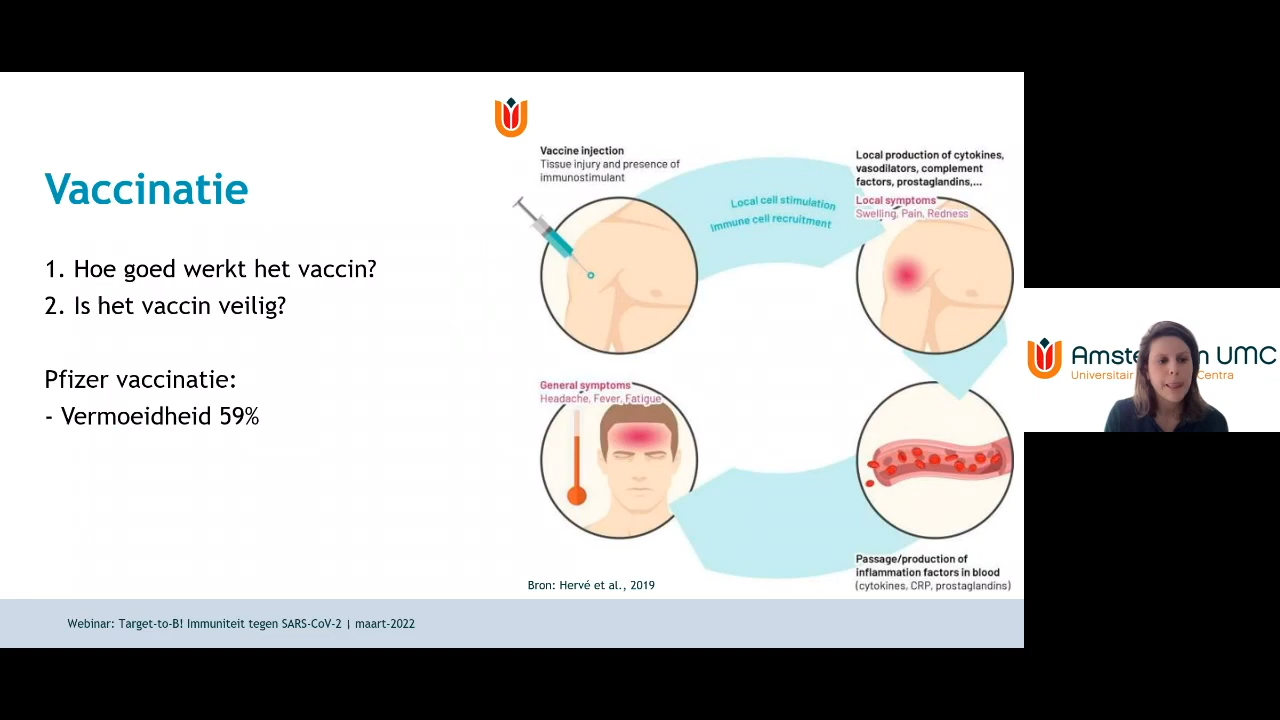 Vaccinatie
1. Hoe goed werkt het vaccin?
2. Is het vaccin veilig?
Pfizer vaccinatie:
- Vermoeidheid 59%
Vaccine injection
Tissue injury and presence of
immunostimulant
Local cell stimulation
immune cell recruitment
Local production of cytokines,
vasodilators, complement
factors, prostaglandins,...
Local symptoms
Swelling, Pain, Redness
General symptoms
Headache, Fever, Fatigue
Passage/production of
inflammation factors in blood
(cytokines, CRP, prostaglandins)
Bron: Hervé et al., 2019
Webinar: Target-to-B! Immuniteit tegen SARS-CoV-2 | maart-2022
UMC
Centra